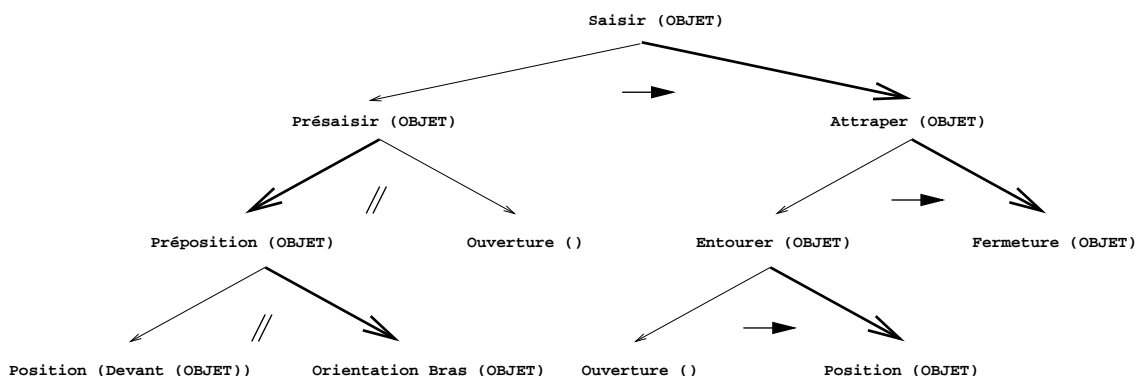 Saisir (OBJET)
Présaisir (OBJET)
Attraper (OBJET)
//
Préposition (OBJET)
Ouverture ()
Entourer (OBJET)
Fermeture (OBJET)
//
Position (Devant (OBJET))
Orientation Bras (OBJET)
Ouverture ()
Position (OBJET)